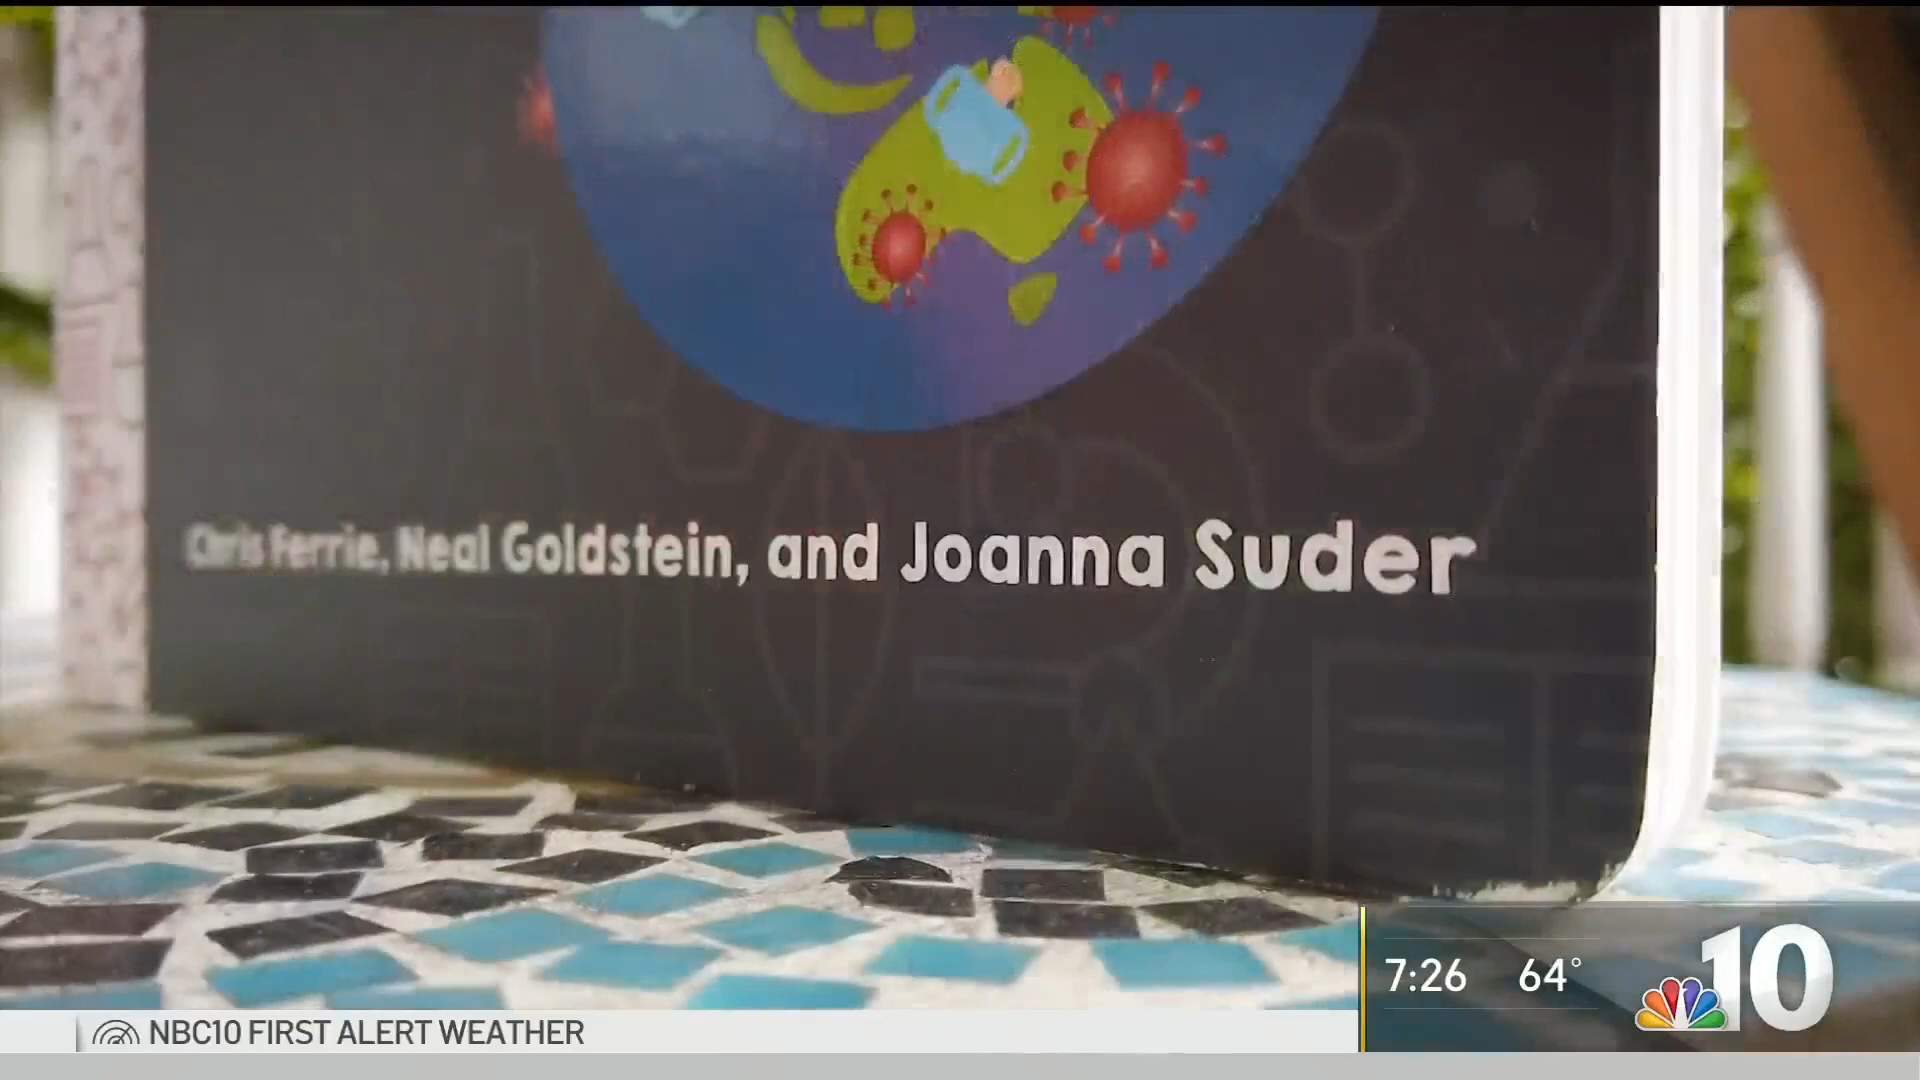 Chris Ferrie, Neal Goldstein, and Joanna Suder
7:26 64°
10
NBC10 FIRST ALERT WEATHER